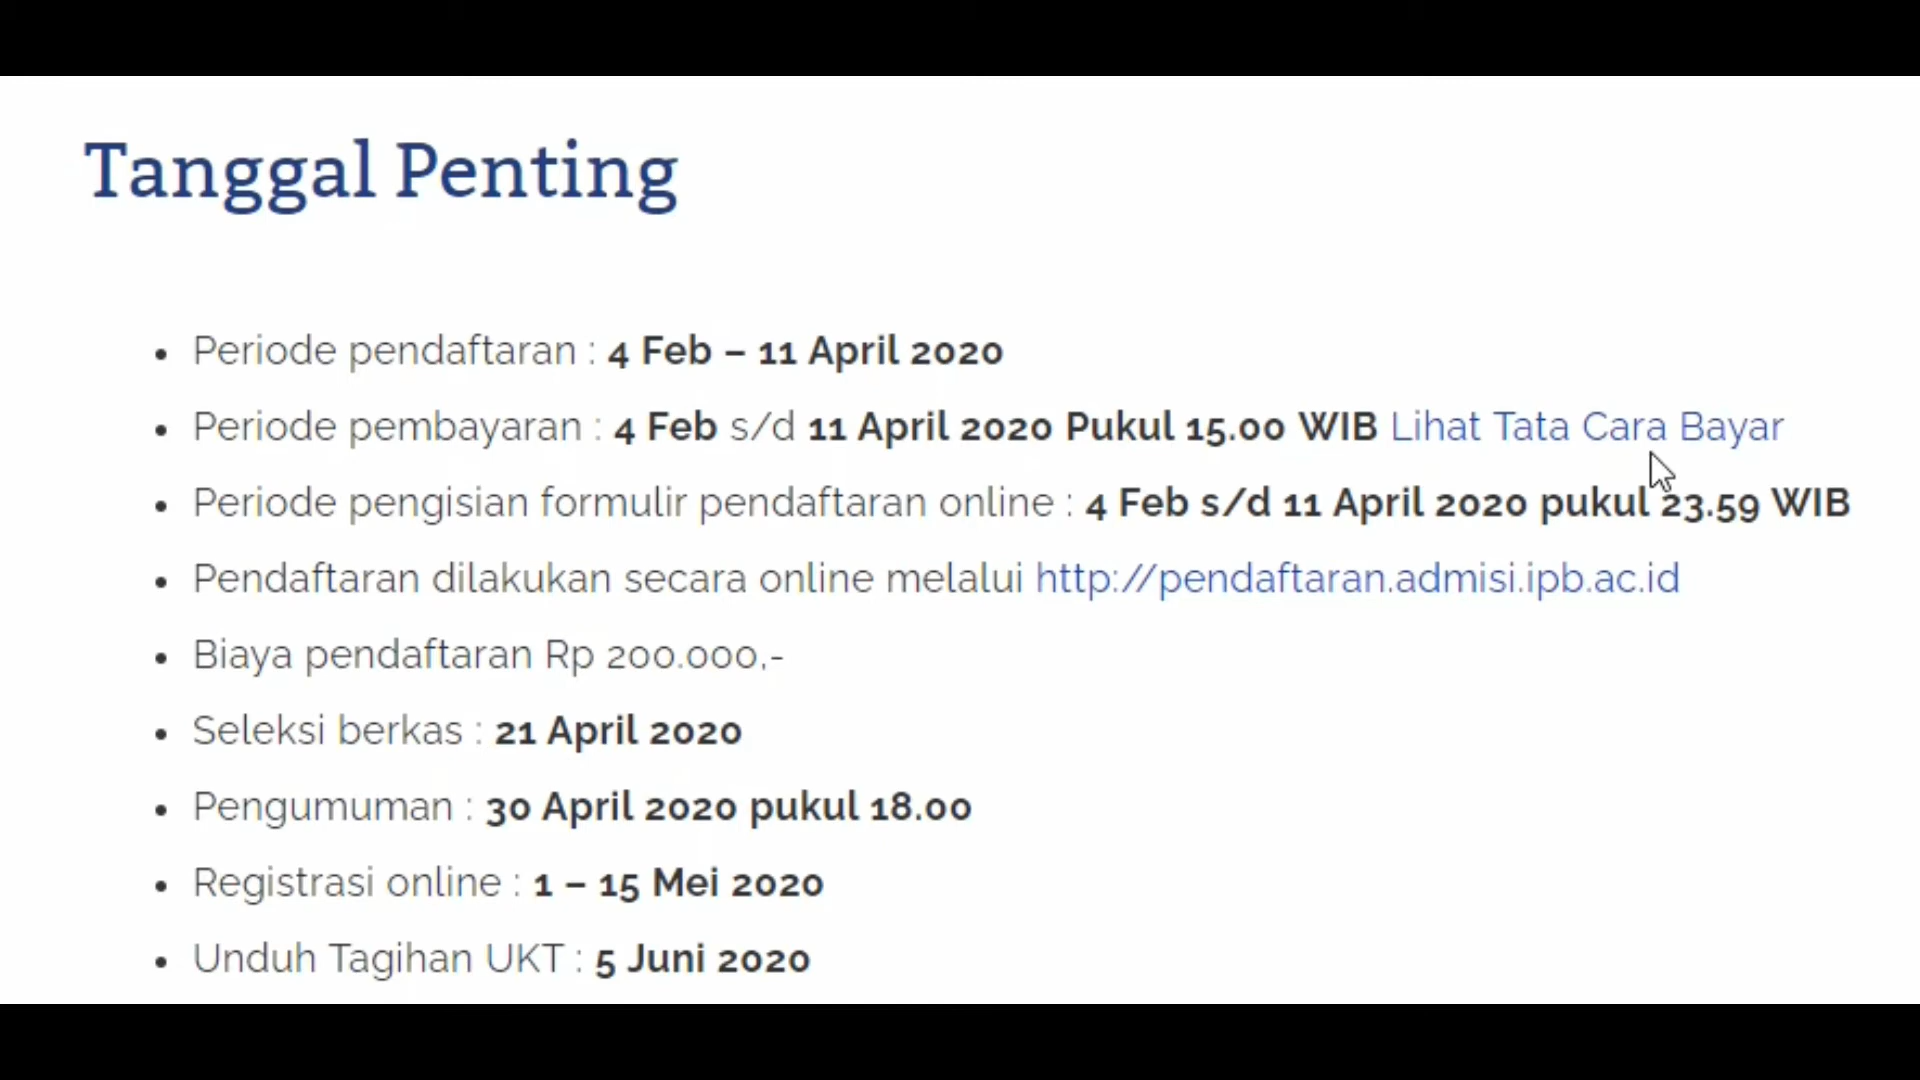 Tanggal Penting
• Periode pendaftaran : 4 Feb – 11 April 2020
• Periode pembayaran : 4 Feb s/d 11 April 2020 Pukul 15.00 WIB Lihat Tata Cara Bayar
• Periode pengisian formulir pendaftaran online : 4 Feb s/d 11 April 2020 pukul 23.59 WIB
• Pendaftaran dilakukan secara online melalui http://pendaftaran.admisi.ipb.ac.id
• Biaya pendaftaran Rp 200.000,-
• Seleksi berkas : 21 April 2020
• Pengumuman : 30 April 2020 pukul 18.00
• Registrasi online : 1 – 15 Mei 2020
• Unduh Tagihan UKT : 5 Juni 2020